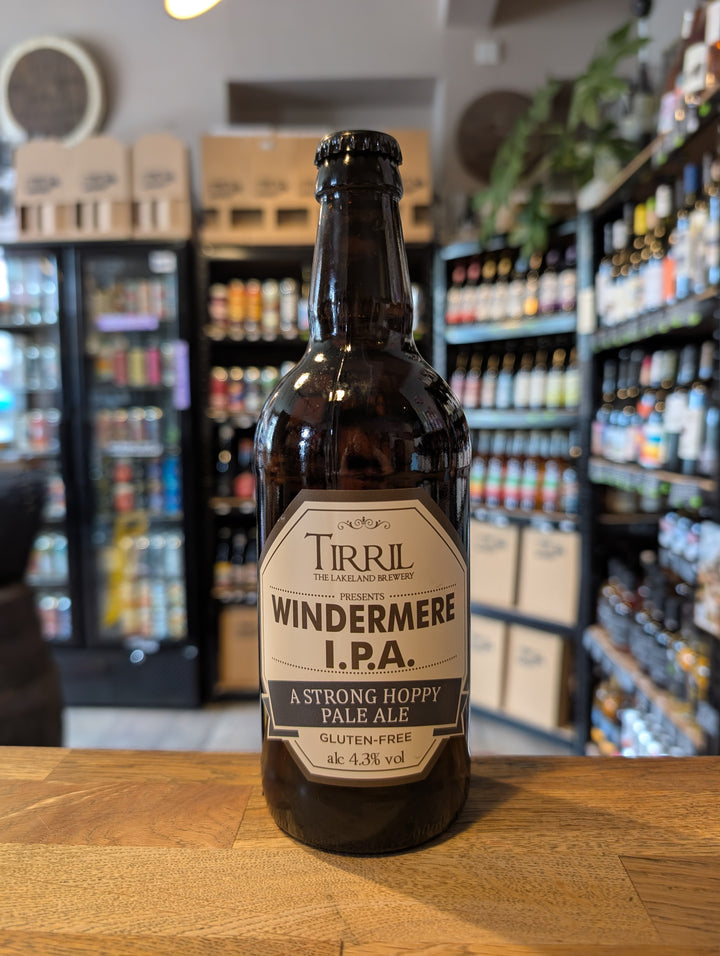 TIRRIL
THE LAKELAND BREWERY
PRESENTS
WINDERMERE
I.P.A.
A STRONG HOPPY
PALE ALE
GLUTEN-FREE
alc 4.3% vol